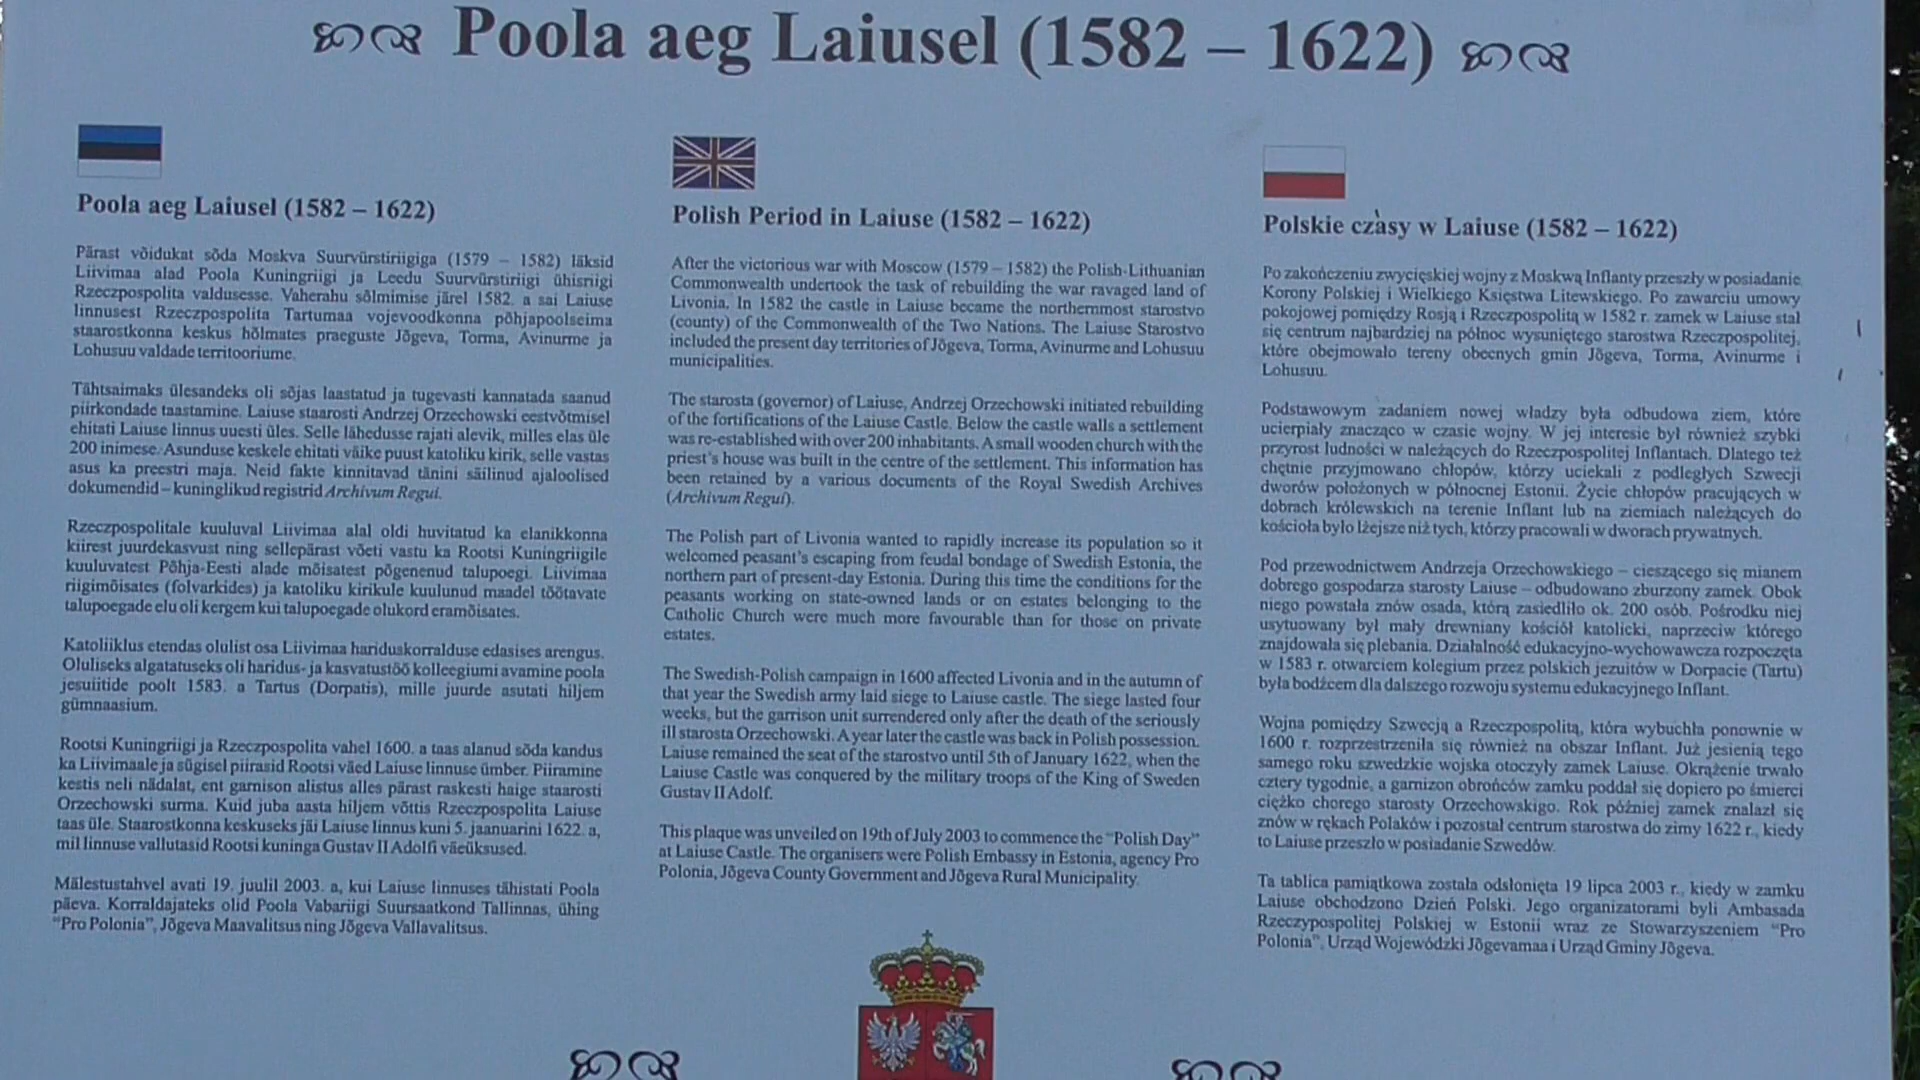 Poola aeg Laiusel (1582 – 1622)
Poola aeg Laiusel (1582 – 1622)
Pärast võidukat sõda Moskva Suurvürstiriigiga (1579 – 1582) läksid
Liivimaa alad Poola Kuningriigi ja Leedu Suurvürstiriigi ühisriigi
Rzeczpospolita valdusesse. Vaherahu sõlmimise järel 1582. a sai Laiuse
linnusest Rzeczpospolita Tartumaa vojevoodkonna põhjapoolseima
staarostkonna keskus hõlmates praeguste Jõgeva, Torma, Avinurme ja
Lohusuu valdade territooriume.
Tähtsaimaks ülesandeks oli sõjas laastatud ja tugevasti kannatada saanud
piirkondade taastamine. Laiuse staarosti Andrzej Orzechowski eestvõtmisel
ehitati Laiuse linnus uuesti üles. Selle lähedusse rajati alevik, milles elas üle
200 inimese. Asunduse keskele ehitati väike puust katoliku kirik, selle vastas
asus ka preestri maja. Neid fakte kinnitavad tänini säilinud ajaloolised
dokumendid – kuninglikud registrid Archivum Regui.
Rzeczpospolitale kuuluval Liivimaa alal oldi huvitatud ka elanikkonna
kiirest juurdekasvust ning sellepärast võeti vastu ka Rootsi Kuningriigile
kuuluvatest Põhja-Eesti alade mõisatest põgenenud talupoegi. Liivimaa
riigimõisates (folvarkides) ja katoliku kirikule kuulunud maadel töötavate
talupoegade elu oli kergem kui talupoegade olukord eramõisates.
Katoliiklus etendas olulist osa Liivimaa hariduskorralduse edasises arengus.
Oluliseks algatatuseks oli haridus- ja kasvatustöö kolleegiumi avamine poola
jesuiitide poolt 1583. a Tartus (Dorpatis), mille juurde asutati hiljem
gümnaasium.
Rootsi Kuningriigi ja Rzeczpospolita vahel 1600. a taas alanud sõda kandus
ka Liivimaale ja sügisel piirasid Rootsi väed Laiuse linnuse ümber. Piiramine
kestis neli nädalat, ent garnison alistus alles pärast raskesti haige staarosti
Orzechowski surma. Kuid juba aasta hiljem võttis Rzeczpospolita Laiuse
taas üle. Staarostkonna keskuseks jäi Laiuse linnus kuni 5. jaanuarini 1622. a,
mil linnuse vallutasid Rootsi kuninga Gustav II Adolfi väeüksused.
Mälestustahvel avati 19. juulil 2003. a, kui Laiuse linnuses tähistati Poola
päeva. Korraldajateks olid Poola Vabariigi Suursaatkond Tallinnas, ühing
“Pro Polonia”, Jõgeva Maavalitsus ning Jõgeva Vallavalitsus.
Polish Period in Laiuse (1582 – 1622)
After the victorious war with Moscow (1579 – 1582) the Polish-Lithuanian
Commonwealth undertook the task of rebuilding the war ravaged land of
Livonia. In 1582 the castle in Laiuse became the northernmost starostvo
(county) of the Commonwealth of the Two Nations. The Laiuse Starostvo
included the present day territories of Jõgeva, Torma, Avinurme and Lohusuu
municipalities.
The starosta (governor) of Laiuse, Andrzej Orzechowski initiated rebuilding
of the fortifications of the Laiuse Castle. Below the castle walls a settlement
was re-established with over 200 inhabitants. A small wooden church with the
priest's house was built in the centre of the settlement. This information has
been retained by a various documents of the Royal Swedish Archives
(Archivum Regui).
The Polish part of Livonia wanted to rapidly increase its population so it
welcomed peasant's escaping from feudal bondage of Swedish Estonia, the
northern part of present-day Estonia. During this time the conditions for the
peasants working on state-owned lands or on estates belonging to the
Catholic Church were much more favourable than for those on private
estates.
The Swedish-Polish campaign in 1600 affected Livonia and in the autumn of
that year the Swedish army laid siege to Laiuse castle. The siege lasted four
weeks, but the garrison unit surrendered only after the death of the seriously
ill starosta Orzechowski. A year later the castle was back in Polish possession.
Laiuse remained the seat of the starostvo until 5th of January 1622, when the
Laiuse Castle was conquered by the military troops of the King of Sweden
Gustav II Adolf.
This plaque was unveiled on 19th of July 2003 to commence the “Polish Day”
at Laiuse Castle. The organisers were Polish Embassy in Estonia, agency Pro
Polonia, Jõgeva County Government and Jõgeva Rural Municipality.
Polskie czasy w Laiuse (1582 – 1622)
Po zakończeniu zwycięskiej wojny z Moskwą Inflanty przeszły w posiadanie
Korony Polskiej i Wielkiego Księstwa Litewskiego. Po zawarciu umowy
pokojowej pomiędzy Rosją i Rzeczpospolitą w 1582 r. zamek w Laiuse stał
się centrum najbardziej na północ wysuniętego starostwa Rzeczpospolitej,
które obejmowało tereny obecnych gmin Jõgeva, Torma, Avinurme i
Lohusuu.
Podstawowym zadaniem nowej władzy była odbudowa ziem, które
ucierpiały znacząco w czasie wojny. W jej interesie był również szybki
przyrost ludności w należących do Rzeczpospolitej Inflantach. Dlatego też
chętnie przyjmowano chłopów, którzy uciekali z podległych Szwecji
dworów położonych w północnej Estonii. Życie chłopów pracujących w
dobrach królewskich na terenie Inflant lub na ziemiach należących do
kościoła było lżejsze niż tych, którzy pracowali w dworach prywatnych.
Pod przewodnictwem Andrzeja Orzechowskiego – cieszącego się mianem
dobrego gospodarza starosty Laiuse – odbudowano zburzony zamek. Obok
niego powstała znów osada, którą zasiedliło ok. 200 osób. Pośrodku niej
usytuowany był mały drewniany kościół katolicki, naprzeciw którego
znajdowała się plebania. Działalność edukacyjno-wychowawcza rozpoczęta
w 1583 r. otwarciem kolegium przez polskich jezuitów w Dorpacie (Tartu)
była bodźcem dla dalszego rozwoju systemu edukacyjnego Inflant.
Wojna pomiędzy Szwecją a Rzeczpospolitą, która wybuchła ponownie w
1600 r. rozprzestrzeniła się również na obszar Inflant. Już jesienią tego
samego roku szwedzkie wojska otoczyły zamek Laiuse. Okrążenie trwało
cztery tygodnie, a garnizon obrońców zamku poddał się dopiero po śmierci
ciężko chorego starosty Orzechowskigo. Rok później zamek znalazł się
znów w rękach Polaków i pozostał centrum starostwa do zimy 1622 r., kiedy
to Laiuse przeszło w posiadanie Szwedów.
Ta tablica pamiątkowa została odsłonięta 19 lipca 2003 r., kiedy w zamku
Laiuse obchodzono Dzień Polski. Jego organizatorami byli Ambasada
Rzeczypospolitej Polskiej w Estonii wraz ze Stowarzyszeniem “Pro
Polonia”, Urząd Wojewódzki Jõgevamaa i Urząd Gminy Jõgeva.